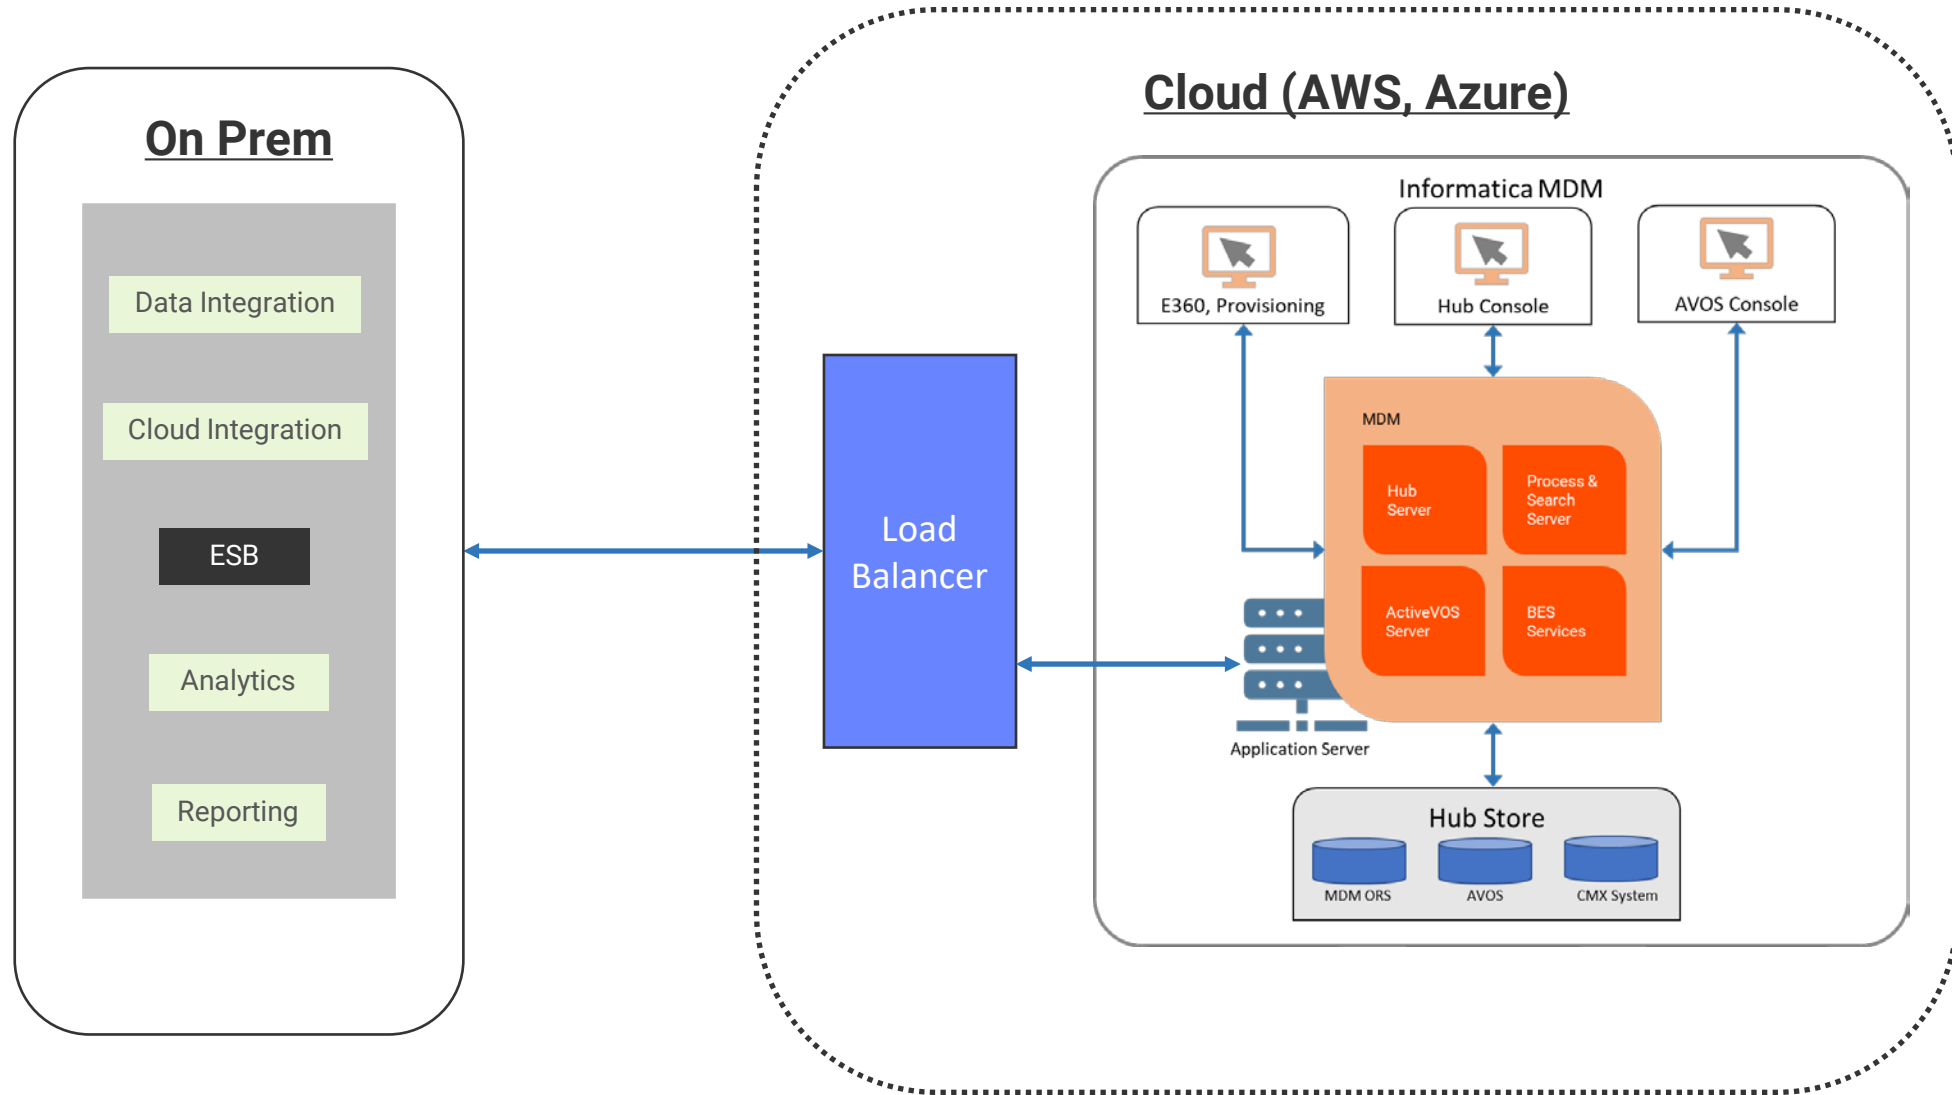 On Prem
Data Integration
Cloud Integration
ESB
Analytics
Reporting
Cloud (AWS, Azure)
Load
Balancer
Informatica MDM
E360, Provisioning
Hub Console
AVOS Console
MDM
Hub
Server
Process &
Search
Server
ActiveVOS
Server
BES
Services
Application Server
Hub Store
MDM ORS
AVOS
CMX System